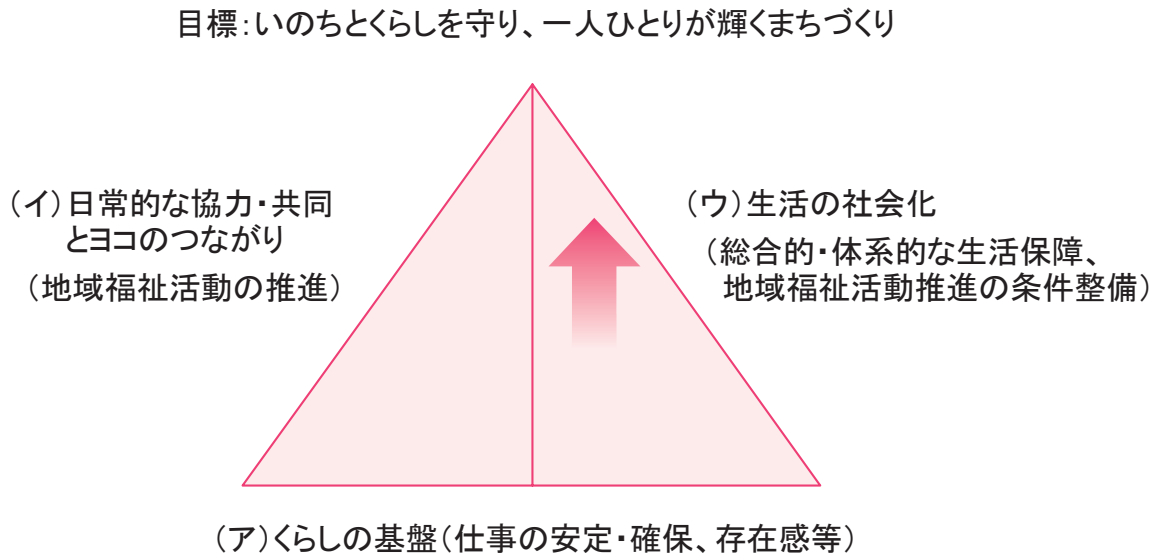 目標:いのちとくらしを守り、一人ひとりが輝くまちづくり
(イ)日常的な協力・共同
とヨコのつながり
(地域福祉活動の推進)
(ウ)生活の社会化
(総合的・体系的な生活保障、
地域福祉活動推進の条件整備)
(ア)くらしの基盤(仕事の安定・確保、存在感等)